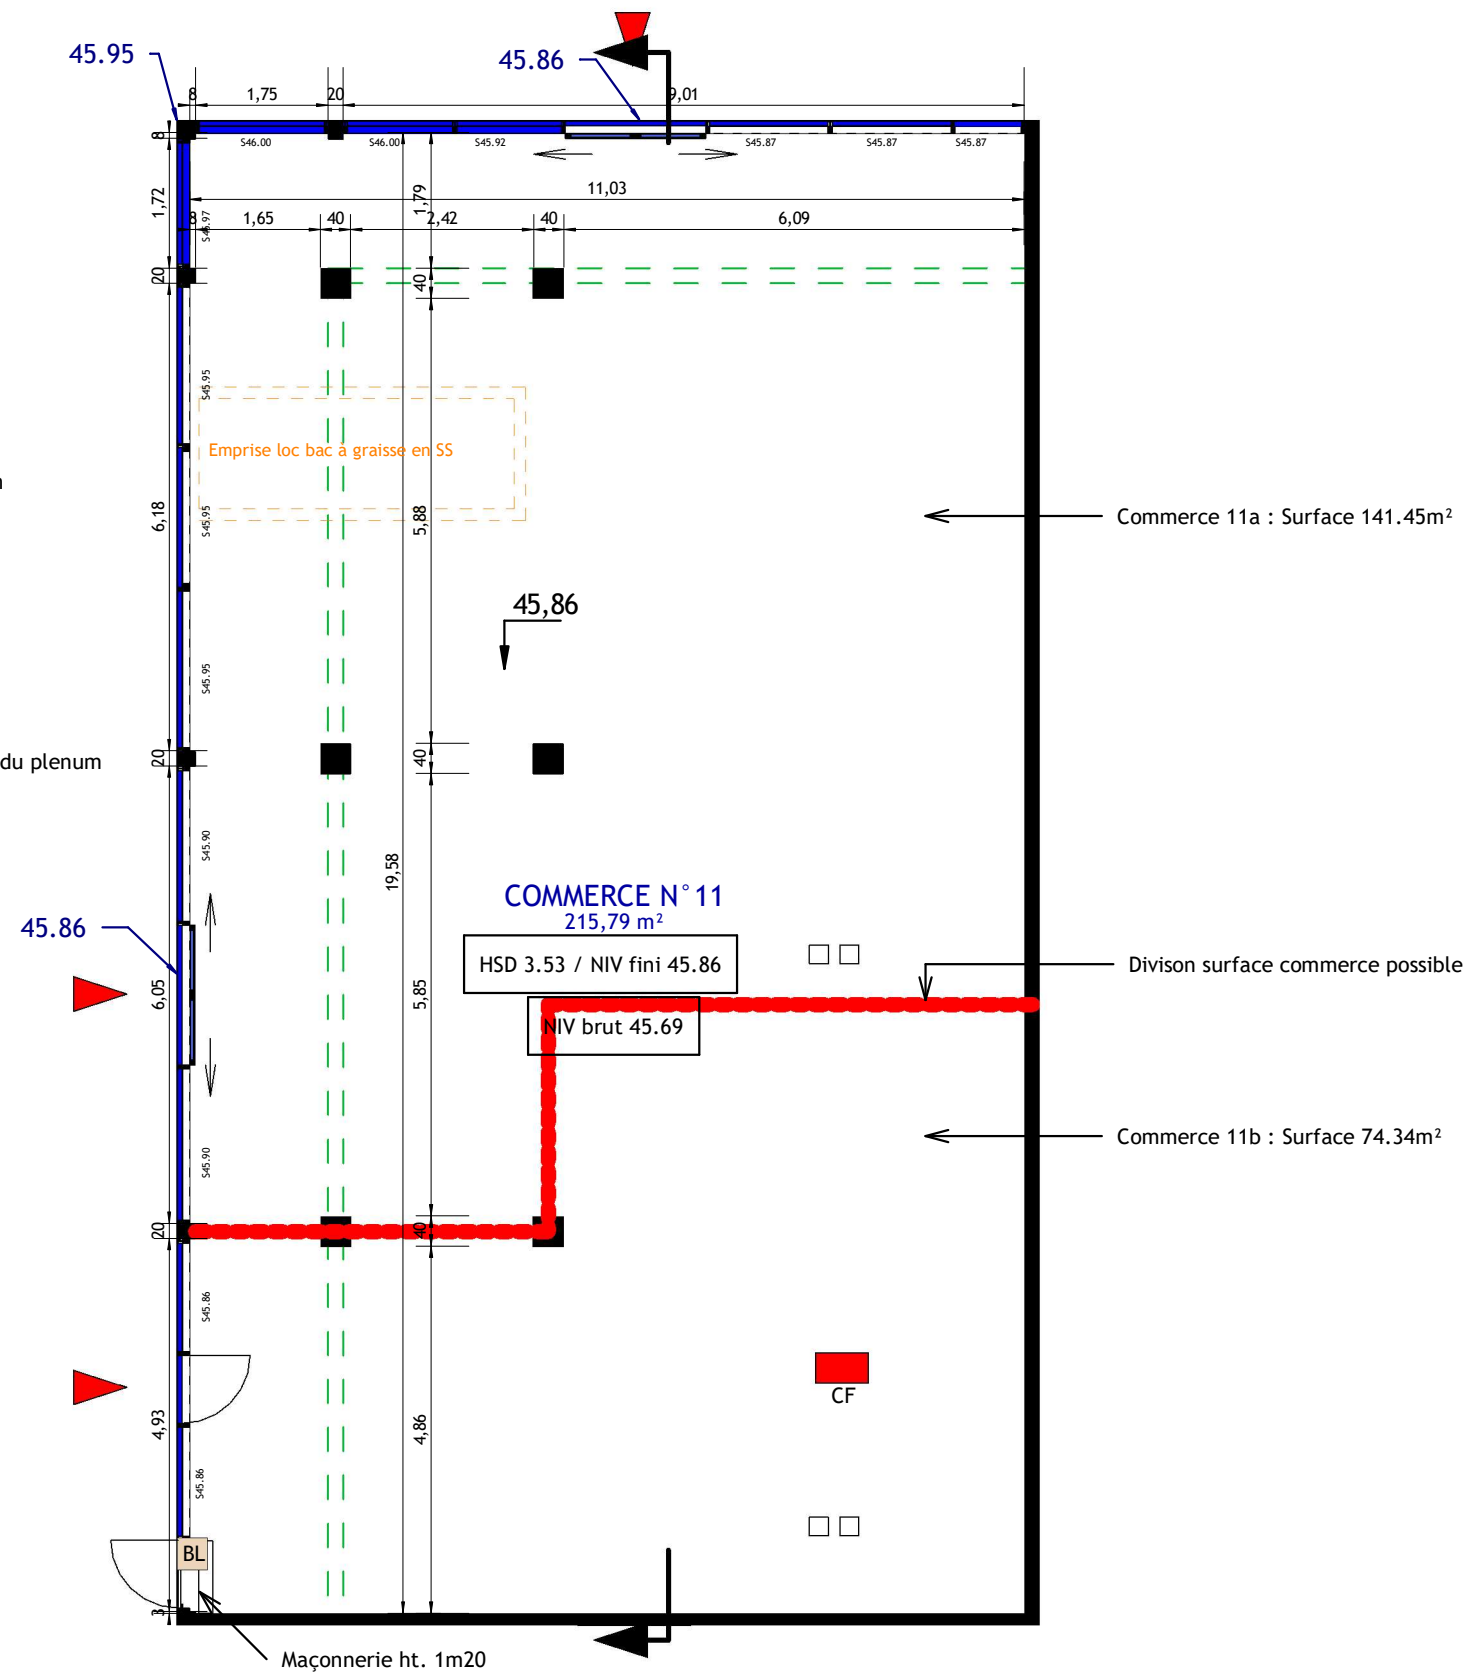 45.95
45.86
8
1,75
20
9,01
S46.00
S46.00
S45.92
S45.87
S45.87
S45.87
8
1,72
1,79
11,03
8
1,65
40
2,42
40
6,09
20
40
S45.95
Emprise loc bac à graisse en SS
6,18
S45.95
5,88
Commerce 11a : Surface 141.45m²
45,86
S45.95
20
40
du plenum
S45.90
19,58
COMMERCE N°11
215,79 m²
45.86
HSD 3.53 / NIV fini 45.86
Divison surface commerce possible
6,05
5,85
NIV brut 45.69
Commerce 11b : Surface 74.34m²
S45.90
20
40
S45.86
CF
4,93
4,86
S45.86
BL
3
Maçonnerie ht. 1m20